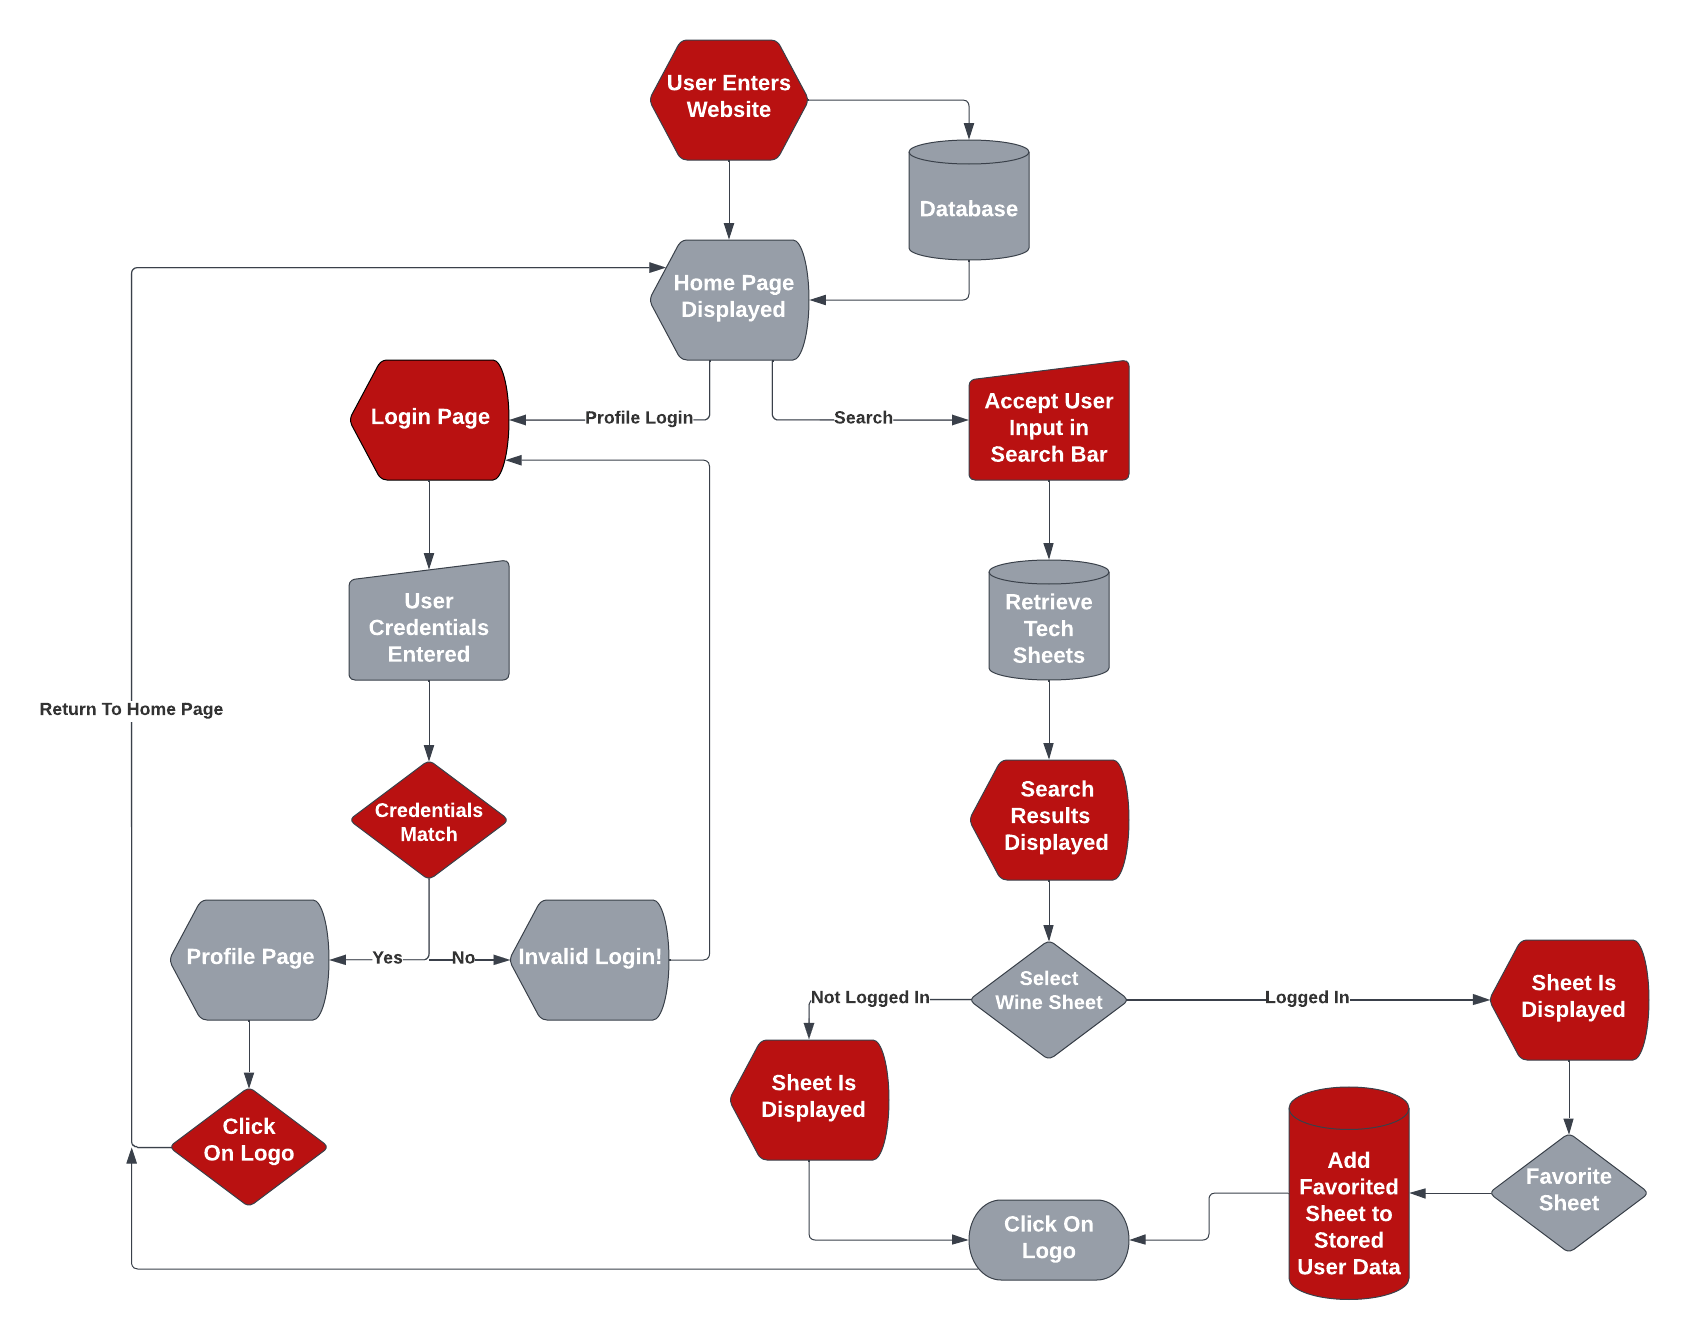 User Enters
Website
Database
Home Page
Displayed
Login Page
Profile Login
Search
Accept User
Input in
Search Bar
User
Credentials
Entered
Retrieve
Tech
Sheets
Return To Home Page
Credentials
Match
Search
Results
Displayed
Profile Page
Yes
No
Invalid Login!
Select
Wine Sheet
Not Logged In
Logged In
Sheet Is
Displayed
Click
On Logo
Sheet Is
Displayed
Add
Favorited
Sheet to
Stored
User Data
Favorite
Sheet
Click On
Logo